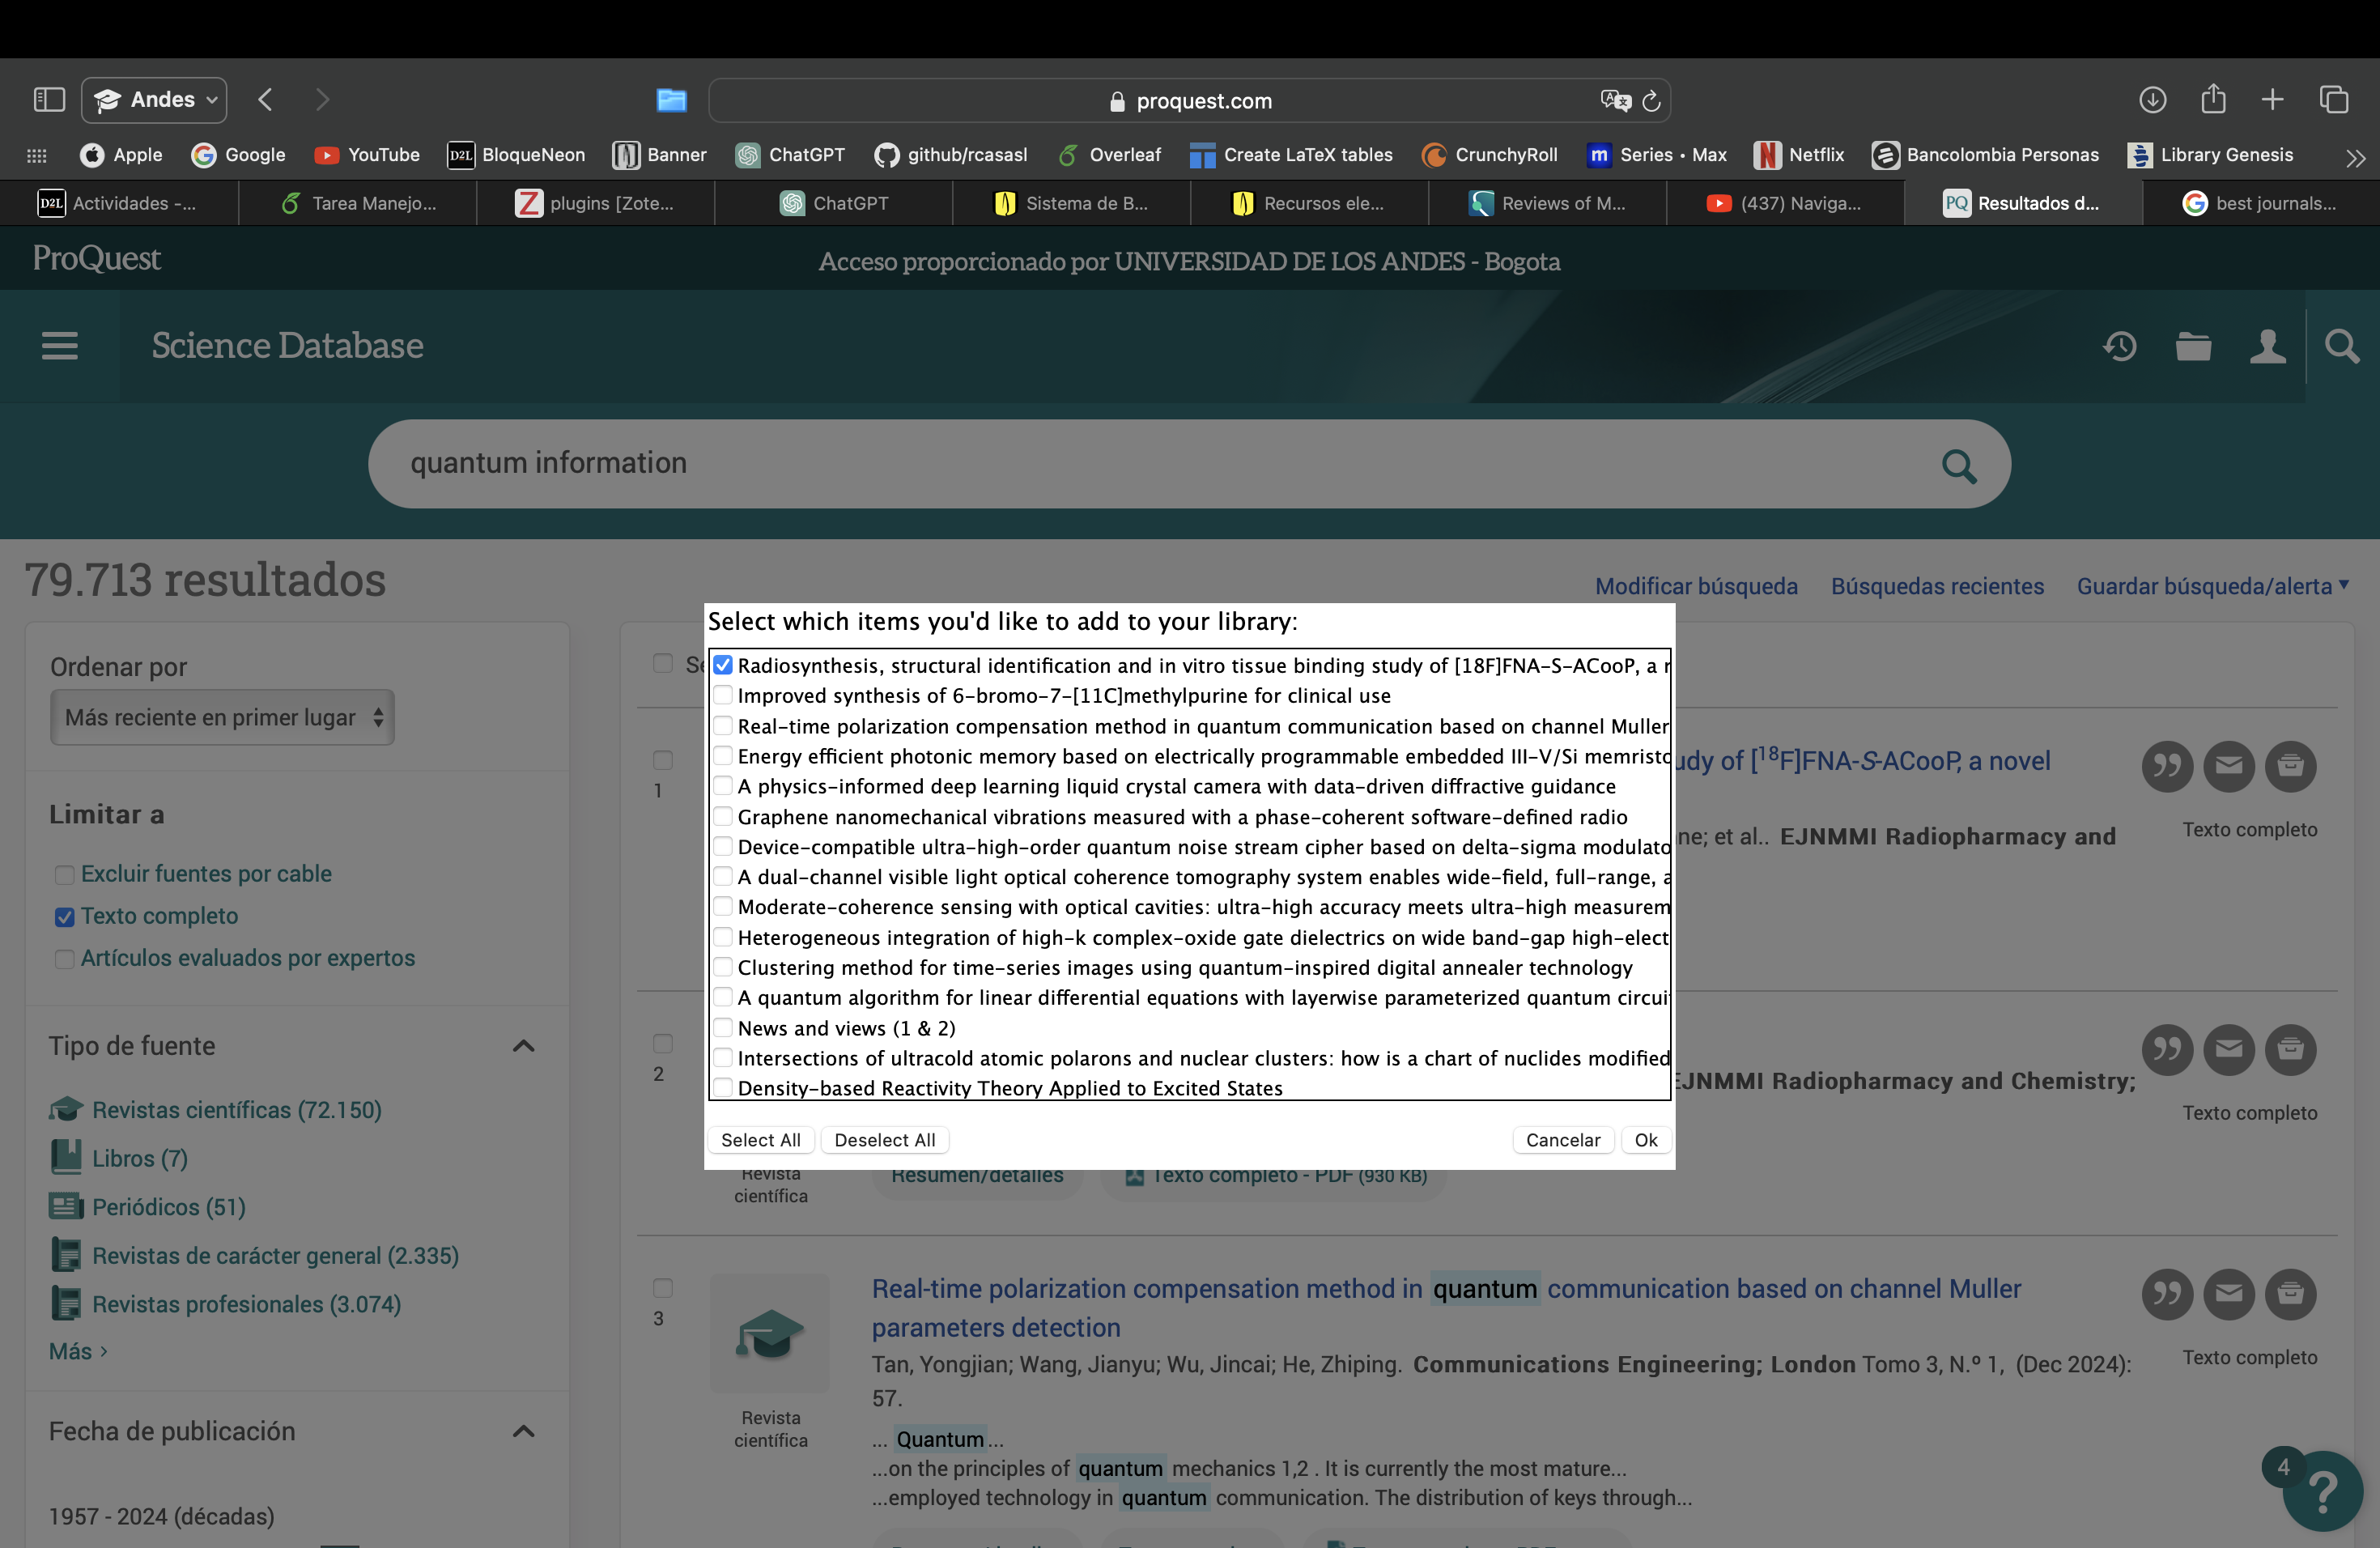 Andes
proquest.com
Apple
Google
YouTube
D2L BloqueNeon
Banner
ChatGPT
github/rcasasl
Overleaf
Create LaTeX tables
CrunchyRoll
m Series • Max
Netflix
Bancolombia Personas
Library Genesis
D2L Actividades -...
Tarea Manejo...
Z plugins [Zote...
ChatGPT
Sistema de B...
Recursos ele...
Reviews of M...
(437) Naviga...
PQ Resultados d...
best journals...
ProQuest
Acceso proporcionado por UNIVERSIDAD DE LOS ANDES - Bogota
Science Database
quantum information
79.713 resultados
Modificar búsqueda
Búsquedas recientes
Guardar búsqueda/alerta
Ordenar por
Más reciente en primer lugar
Limitar a
Excluir fuentes por cable
Texto completo
Artículos evaluados por expertos
Tipo de fuente
Revistas científicas (72.150)
Libros (7)
Periódicos (51)
Revistas de carácter general (2.335)
Revistas profesionales (3.074)
Más >
Fecha de publicación
1957 - 2024 (décadas)
Select which items you'd like to add to your library:
Radiosynthesis, structural identification and in vitro tissue binding study of [18F]FNA-S-ACooP, a
Improved synthesis of 6-bromo-7-[11C]methylpurine for clinical use
Real-time polarization compensation method in quantum communication based on channel Muller
Energy efficient photonic memory based on electrically programmable embedded III-V/Si memristo
A physics-informed deep learning liquid crystal camera with data-driven diffractive guidance
Graphene nanomechanical vibrations measured with a phase-coherent software-defined radio
Device-compatible ultra-high-order quantum noise stream cipher based on delta-sigma modulato
A dual-channel visible light optical coherence tomography system enables wide-field, full-range,
Moderate-coherence sensing with optical cavities: ultra-high accuracy meets ultra-high measurem
Heterogeneous integration of high-k complex-oxide gate dielectrics on wide band-gap high-elect
Clustering method for time-series images using quantum-inspired digital annealer technology
A quantum algorithm for linear differential equations with layerwise parameterized quantum circui
News and views (1 & 2)
Intersections of ultracold atomic polarons and nuclear clusters: how is a chart of nuclides modified
Density-based Reactivity Theory Applied to Excited States
Select All
Deselect All
Cancelar
Ok
1
udy of [18F]FNA-S-ACooP, a novel
ne; et al.. EJNMMI Radiopharmacy and
Texto completo
2
EJNMMI Radiopharmacy and Chemistry;
Texto completo
Revista
científica
Resumen/detalles
Texto completo - PDF (930 KB)
3
Real-time polarization compensation method in quantum communication based on channel Muller
parameters detection
Tan, Yongjian; Wang, Jianyu; Wu, Jincai; He, Zhiping. Communications Engineering; London Tomo 3, N.º 1, (Dec 2024):
57.
Texto completo
Revista
científica
... Quantum...
...on the principles of quantum mechanics 1,2 . It is currently the most mature...
...employed technology in quantum communication. The distribution of keys through...
4
?